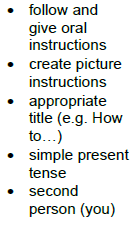 • follow and
give oral
instructions
• create picture
instructions
• appropriate
title (e.g. How
to…)
• simple present
tense
• second
person (you)